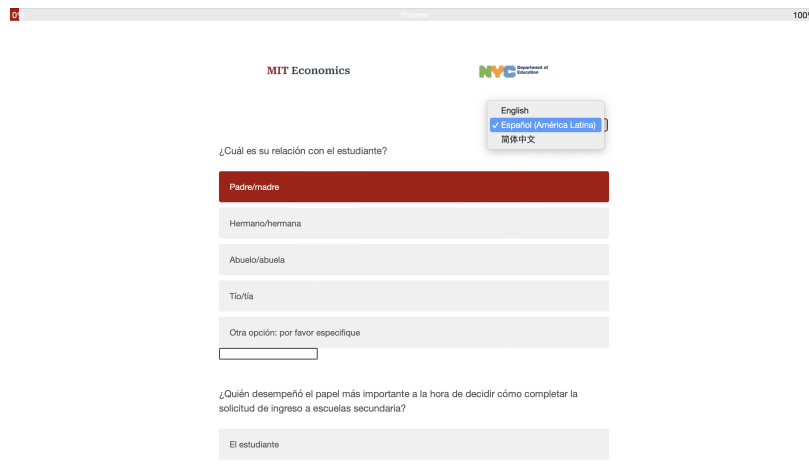 0%
Progreso
100%
MIT Economics
NYC Department of
Education
English
✓ Español (América Latina)
简体中文
¿Cuál es su relación con el estudiante?
Padre/madre
Hermano/hermana
Abuelo/abuela
Tío/tía
Otra opción: por favor especifique
¿Quién desempeñó el papel más importante a la hora de decidir cómo completar la
solicitud de ingreso a escuelas secundaria?
El estudiante